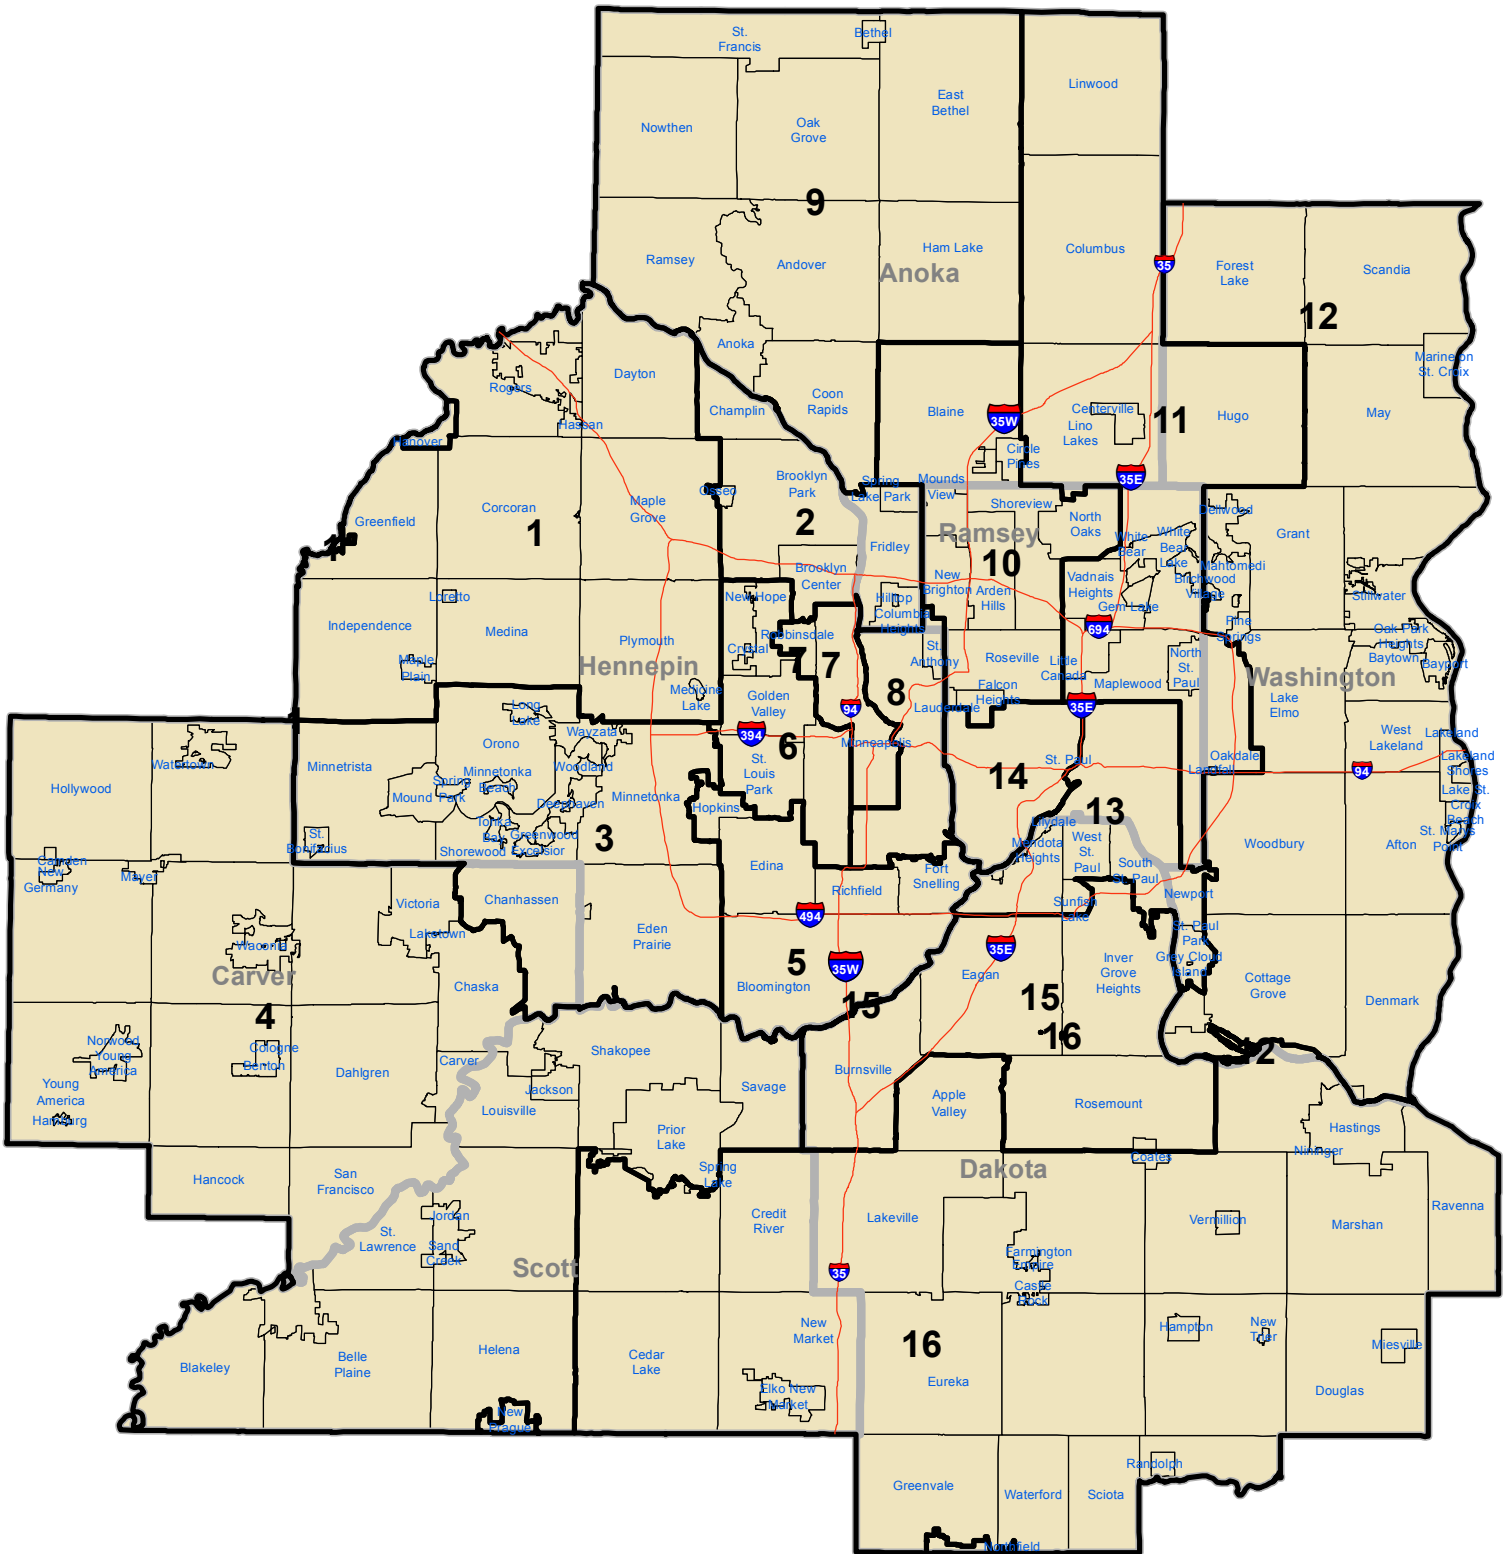 St.
Francis
Bethel
Linwood
East
Bethel
Nowthen
Oak
Grove
9
Ramsey
Andover
Ham Lake
Columbus
Anoka
35
Forest
Lake
Scandia
12
Anoka
Marine on
St. Croix
Dayton
Rogers
Hassan
Champlin
Coon
Rapids
Blaine
35W
Centerville
Lino
Lakes
11
Hugo
May
Hanover
Circle
Pines
35E
Osseo
Brooklyn
Park
Spring
Lake Park
Mounds
View
Shoreview
Dellwood
Greenfield
Corcoran
Maple
Grove
1
1
2
Ramsey
North
Oaks
Grant
Fridley
10
White
Bear
White
Bear
Lake
Mahtomedi
Birchwood
Village
Brooklyn
Center
New
Brighton
Arden
Hills
Vadnais
Heights
Gem Lake
Stillwater
Loretto
New Hope
Hilltop
Columbia
Heights
694
Pine
Springs
Oak Park
Heights
Independence
Medina
Plymouth
Robbinsdale
Crystal
St.
Anthony
Roseville
Little
Canada
North
St.
Paul
Baytown
Bayport
Maple
Plain
Hennepin
7
7
8
Maplewood
Washington
Medicine
Lake
Golden
Valley
94
Lauderdale
Falcon
Heights
35E
Lake
Elmo
Long
Lake
Wayzata
394
6
Minneapolis
West
Lakeland
Lakeland
Orono
Woodland
St.
Louis
Park
14
St. Paul
Oakdale
Landfall
94
Lakeland
Shores
Watertown
Minnetrista
Minnetonka
Beach
Spring
Park
Mound
Deephaven
Minnetonka
Hopkins
Lake St.
Croix
Beach
Hollywood
Tonka
Bay
Greenwood
St.
Bonifacius
Shorewood
Excelsior
3
Edina
Lilydale
13
Mendota
Heights
West
St.
Paul
Woodbury
Afton
St. Marys
Point
Camden
New
Germany
Mayer
Richfield
Fort
Snelling
South
St. Paul
Newport
Victoria
Chanhassen
Laketown
Waconia
Eden
Prairie
494
Sunfish
Lake
St. Paul
Park
Grey Cloud
Island
Carver
Chaska
5
35W
Bloomington
35E
Eagan
Inver
Grove
Heights
Cottage
Grove
Denmark
4
15
15
16
12
Norwood
Young
America
Cologne
Benton
Dahlgren
Carver
Shakopee
Jackson
Louisville
Savage
Burnsville
Apple
Valley
Rosemount
Young
America
Hamburg
Prior
Lake
Hastings
Nininger
Coates
Hancock
San
Francisco
Spring
Lake
Dakota
Jordan
St.
Lawrence
Sand
Creek
Credit
River
Lakeville
Vermillion
Marshan
Ravenna
Scott
35
Farmington
Empire
Castle
Rock
Hampton
New
Trier
Miesville
Blakeley
Belle
Plaine
Helena
Cedar
Lake
New
Market
16
Eureka
Elko New
Market
Douglas
New
Prague
Randolph
Greenvale
Waterford
Sciota
Northfield